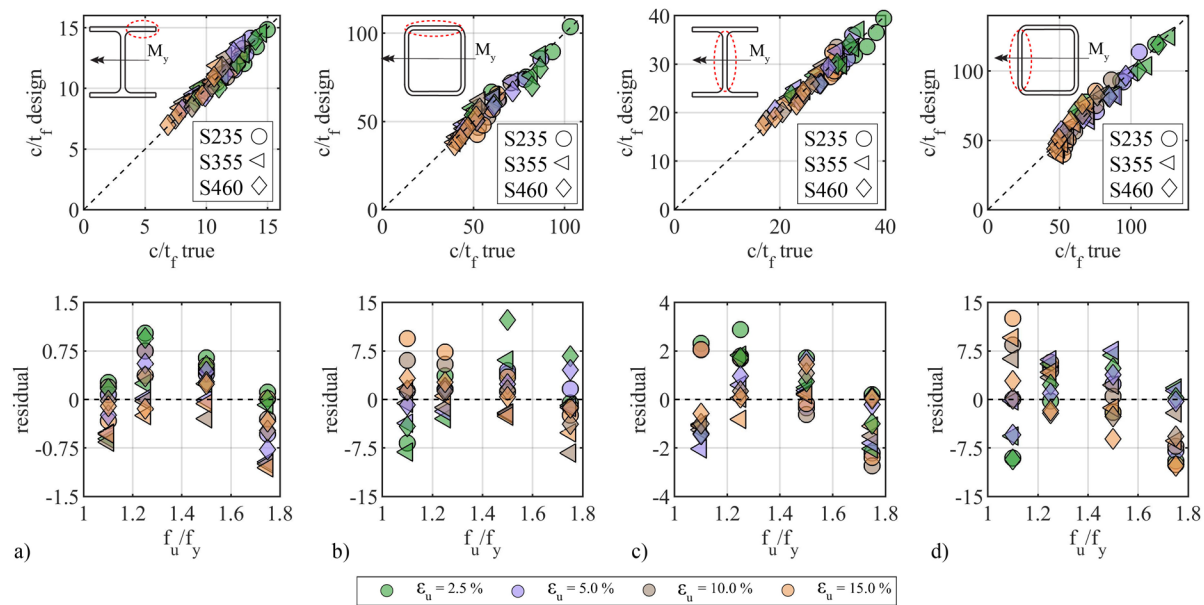 15
10
5
0
0
5
10
15
c/t_f design
c/t_f true
M_y
S235
S355
S460
100
50
0
0
50
100
c/t_f design
c/t_f true
M_y
S235
S355
S460
40
30
20
10
0
0
20
40
c/t_f design
c/t_f true
M_y
S235
S355
S460
100
50
0
0
50
100
c/t_f design
c/t_f true
M_y
S235
S355
S460
1.5
0.75
0
-0.75
-1.5
1
1.2
1.4
1.6
1.8
residual
f_u/f_y
a)
15
7.5
0
-7.5
-15
1
1.2
1.4
1.6
1.8
residual
f_u/f_y
b)
4
2
0
-2
-4
1
1.2
1.4
1.6
1.8
residual
f_u/f_y
c)
15
7.5
0
-7.5
-15
1
1.2
1.4
1.6
1.8
residual
f_u/f_y
d)
ε_u = 2.5 % ε_u = 5.0 % ε_u = 10.0 % ε_u = 15.0 %